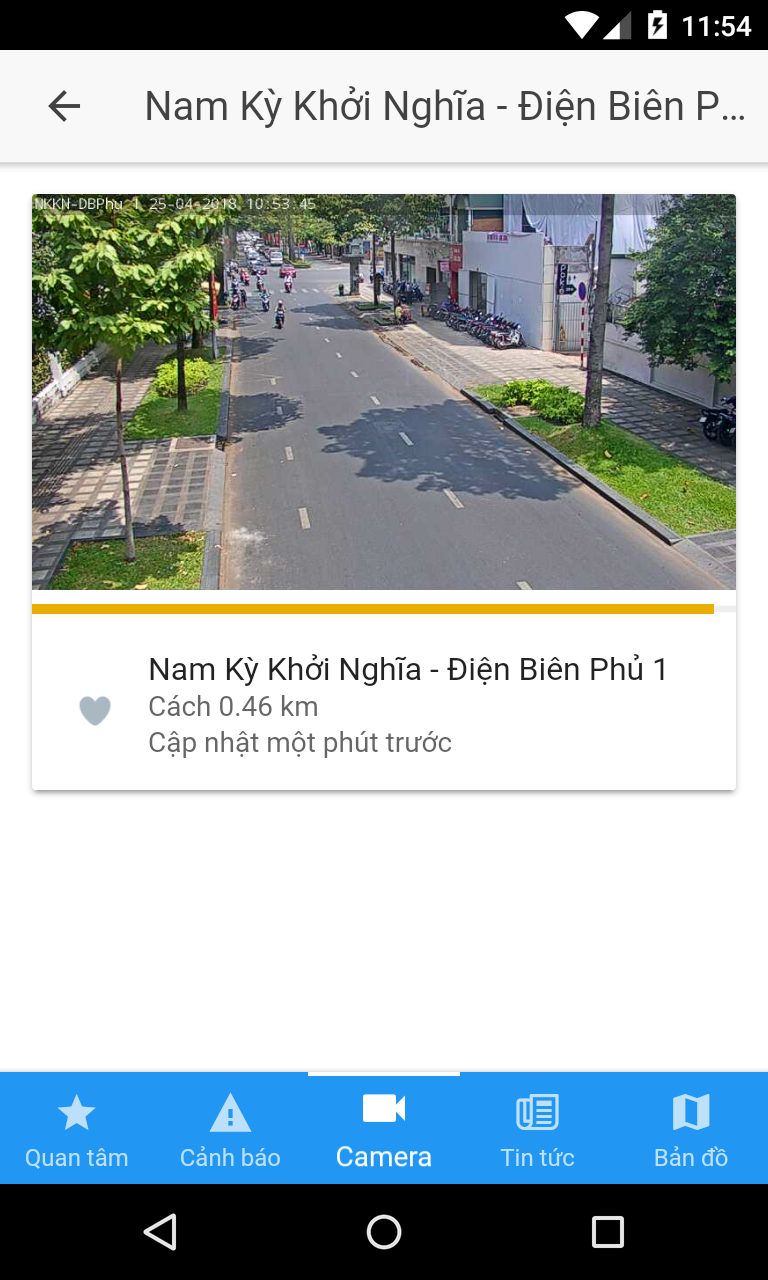 11:54
Nam Kỳ Khởi Nghĩa - Điện Biên P...
NKKN-DBPhu 1 25-04-2018 10:53:45
Nam Kỳ Khởi Nghĩa - Điện Biên Phủ 1
Cách 0.46 km
Cập nhật một phút trước
Quan tâm
Cảnh báo
Camera
Tin tức
Bản đồ